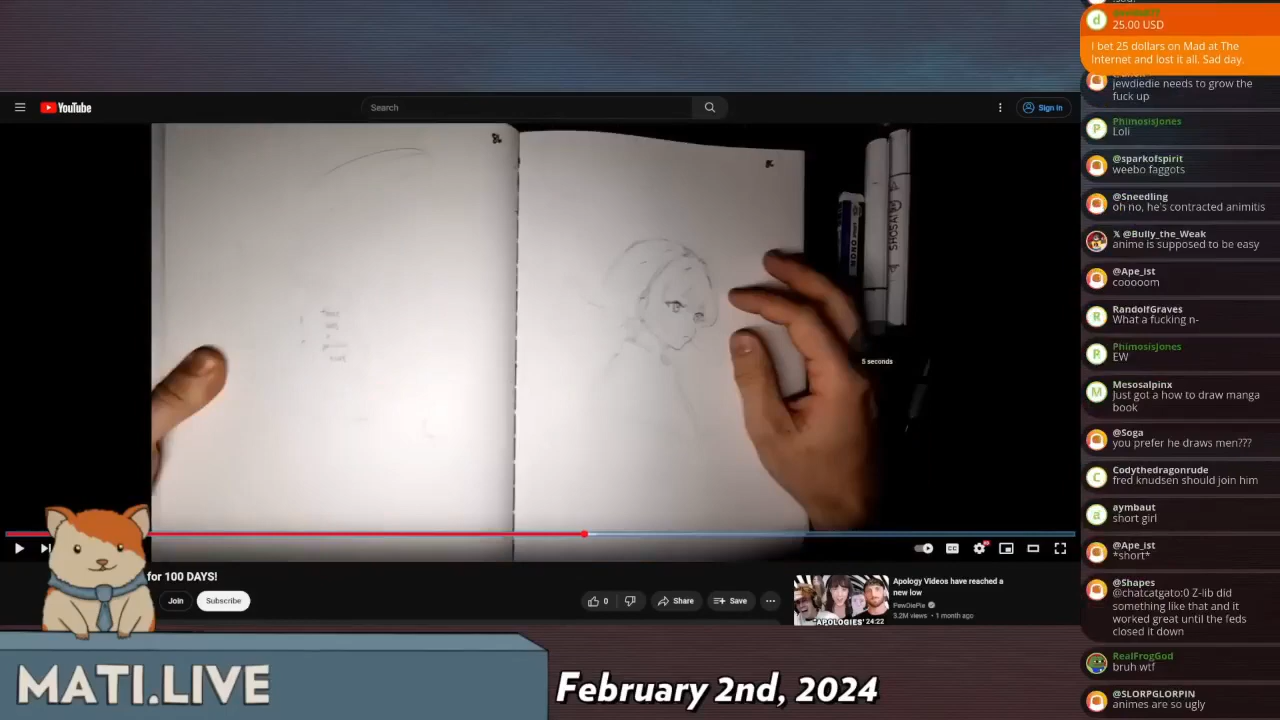 YouTube
Search
Sign in
SHOSAI
MONO
5 seconds
for 100 DAYS!
Join
Subscribe
0
Share
Save
"APOLOGIES"
24:22
Apology Videos have reached a
new low
PewDiePie
3.2M views • 1 month ago
MATI.LIVE
February 2nd, 2024
d
25.00 USD
I bet 25 dollars on Mad at The
Internet and lost it all. Sad day.
jewdiedie needs to grow the
fuck up
P
PhimosisJones
Loli
@sparkofspirit
weebo faggots
@Sneedling
oh no, he's contracted animitis
𝕏 @Bully_the_Weak
anime is supposed to be easy
@Ape_ist
cooooom
R
RandolfGraves
What a fucking n-
R
PhimosisJones
EW
M
Mesosalpinx
Just got a how to draw manga
book
@Soga
you prefer he draws men???
C
Codythedragonrude
fred knudsen should join him
a
aymbaut
short girl
@Ape_ist
*short*
@Shapes
@chatcatgato:0 Z-lib did
something like that and it
worked great until the feds
closed it down
RealFrogGod
bruh wtf
@SLORPGLORPIN
animes are so ugly